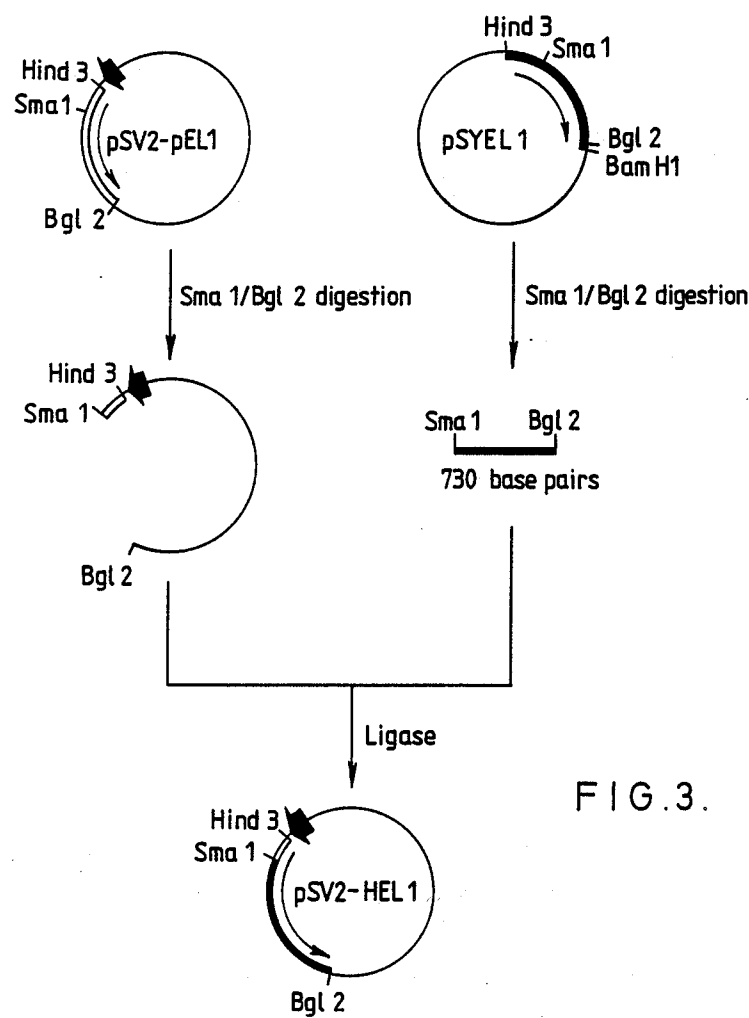 Hind 3
Sma 1
pSV2-pEL1
Bgl 2
Hind 3
Sma 1
pSYEL 1
Bgl 2
Bam H1
Sma 1/Bgl 2 digestion
Sma 1/Bgl 2 digestion
Hind 3
Sma 1
Bgl 2
Sma 1
Bgl 2
730 base pairs
Ligase
FIG.3.
Hind 3
Sma 1
pSV2-HEL1
Bgl 2